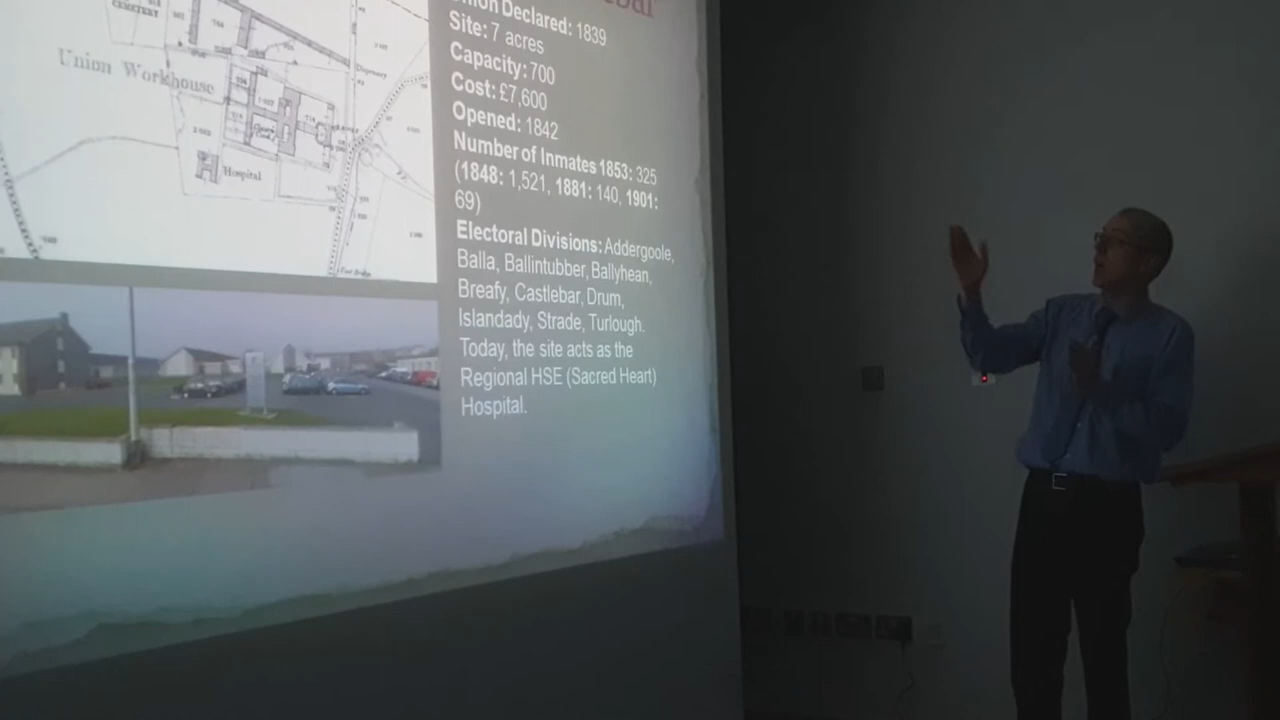 CEMETERY
Union Workhouse
Hospital
Union Declared: 1839
Site: 7 acres
Capacity: 700
Cost: £7,600
Opened: 1842
Number of Inmates 1853: 325
(1848: 1,521, 1881: 140, 1901:
69)
Electoral Divisions: Addergoole,
Balla, Ballintubber, Ballyhean,
Breafy, Castlebar, Drum,
Islandady, Strade, Turlough.
Today, the site acts as the
Regional HSE (Sacred Heart)
Hospital.